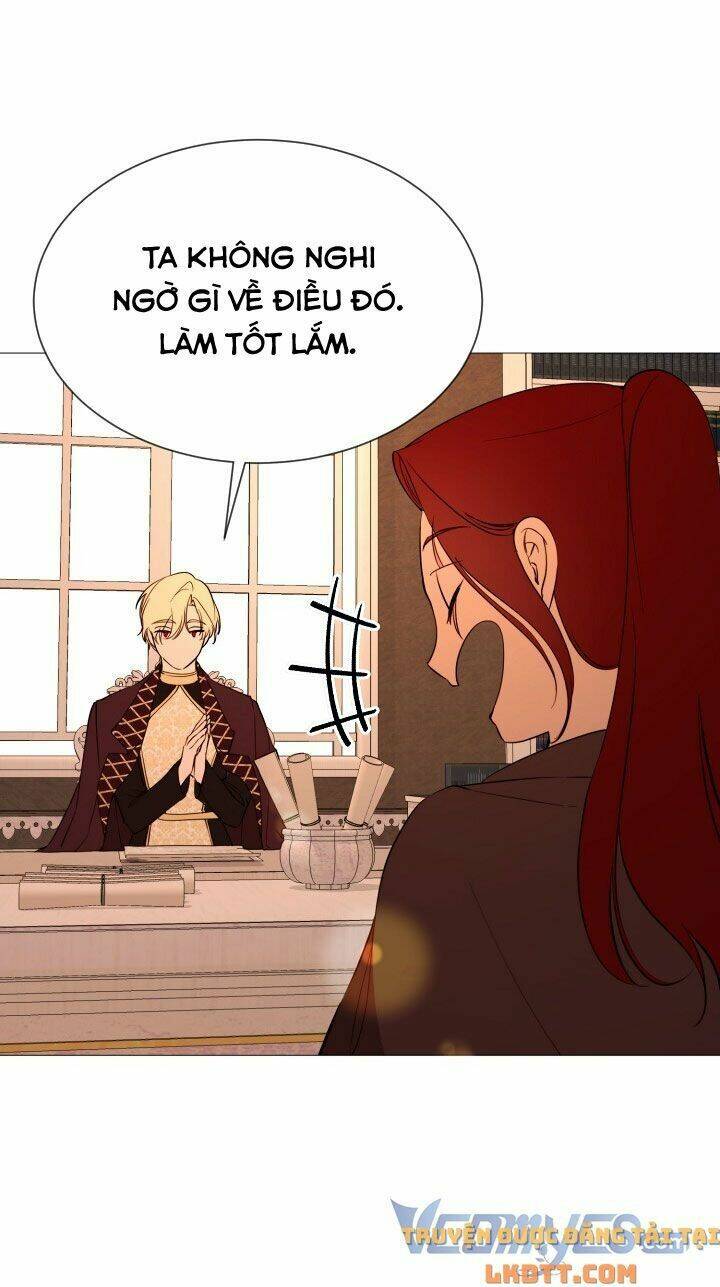 TA KHÔNG NGHI
NGỜ GÌ VỀ ĐIỀU ĐÓ.
LÀM TỐT LẮM.
TRUYỆN ĐƯỢC ĐĂNG TẢI TẠI
LKDTT.COM